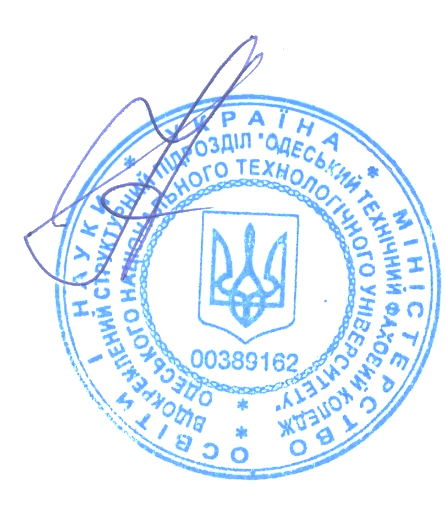 * УКРАЇНА * МІНІСТЕРСТВО ОСВІТИ І НАУКИ
ВІДОКРЕМЛЕНИЙ СТРУКТУРНИЙ ПІДРОЗДІЛ "ОДЕСЬКИЙ ТЕХНІЧНИЙ ФАХОВИЙ КОЛЕДЖ
* ОДЕСЬКОГО НАЦІОНАЛЬНОГО ТЕХНОЛОГІЧНОГО УНІВЕРСИТЕТУ" *
00389162